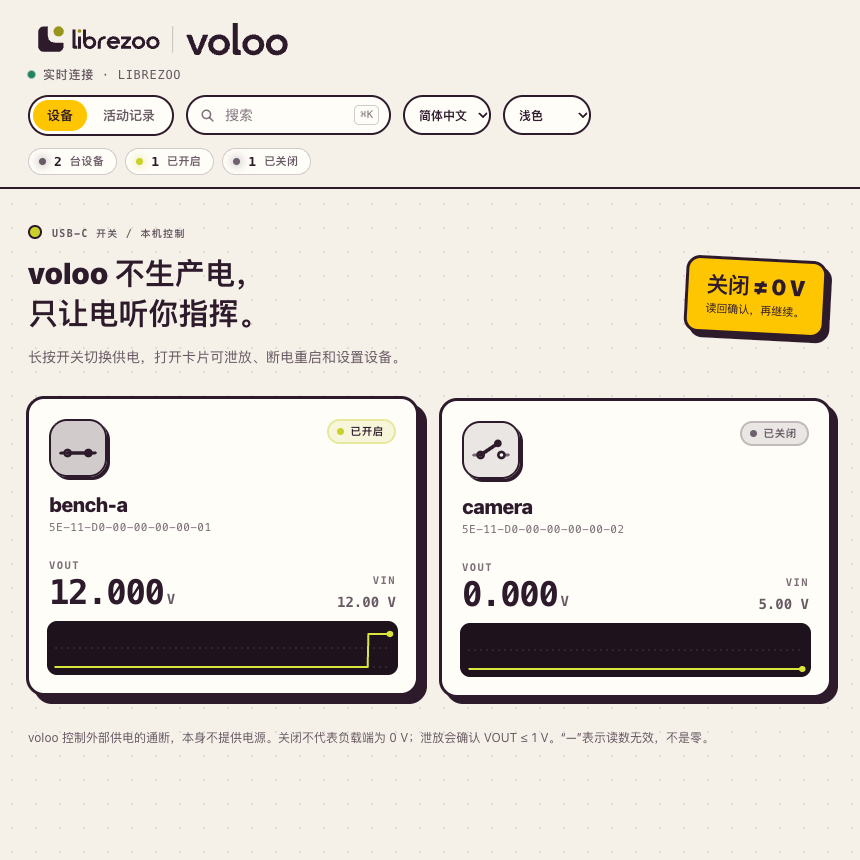 librezoo
voloo
实时连接 · LIBREZOO
设备
活动记录
搜索
⌘K
简体中文
浅色
2 台设备
1 已开启
1 已关闭
USB-C 开关 / 本机控制
voloo 不生产电，
只让电听你指挥。
长按开关切换供电，打开卡片可泄放、断电重启和设置设备。
关闭≠0 V
读回确认，再继续。
已开启
bench-a
5E-11-D0-00-00-00-00-01
VOUT
12.000 V
VIN
12.00 V
已关闭
camera
5E-11-D0-00-00-00-00-02
VOUT
0.000 V
VIN
5.00 V
voloo 控制外部供电的通断，本身不提供电源。关闭不代表负载端为 0 V；泄放会确认 VOUT ≤ 1 V。“—”表示读数无效，不是零。